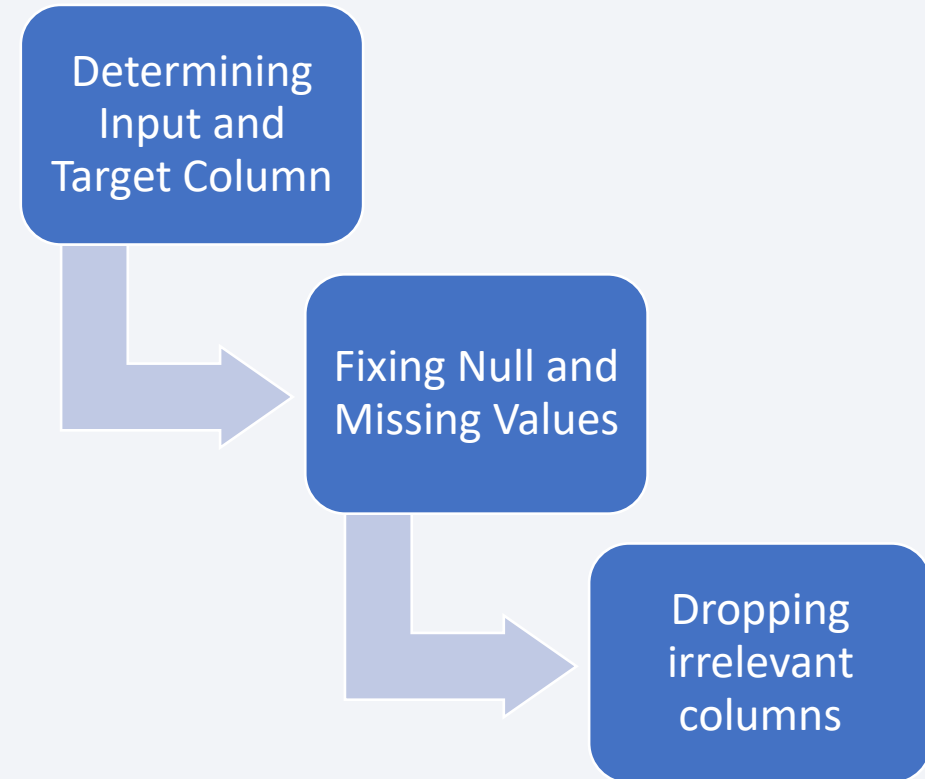 Determining
Input and
Target Column
Fixing Null and
Missing Values
Dropping
irrelevant
columns